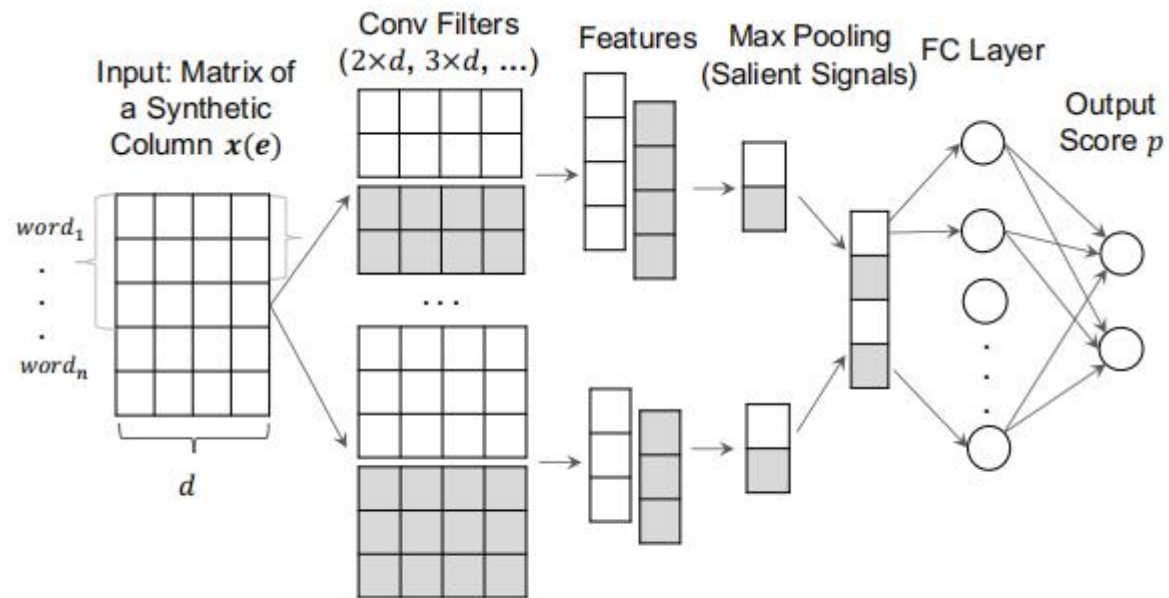 Input: Matrix of
a Synthetic
Column x(e)
Conv Filters
(2×d, 3×d, ...)
Features
Max Pooling
(Salient Signals)
FC Layer
Output
Score p
word₁
.
.
.
wordₙ
d
...
.
.
.